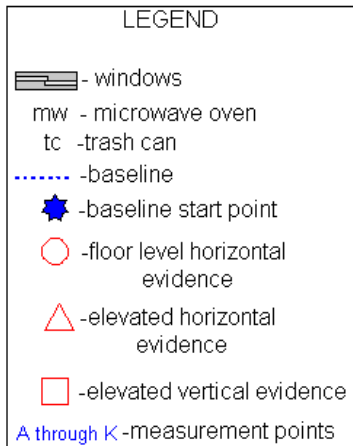 LEGEND
- windows
mw - microwave oven
tc -trash can
-baseline
-baseline start point
-floor level horizontal
evidence
-elevated horizontal
evidence
-elevated vertical evidence
A through K -measurement points